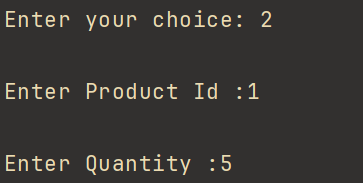 Enter your choice: 2
Enter Product Id :1
Enter Quantity :5